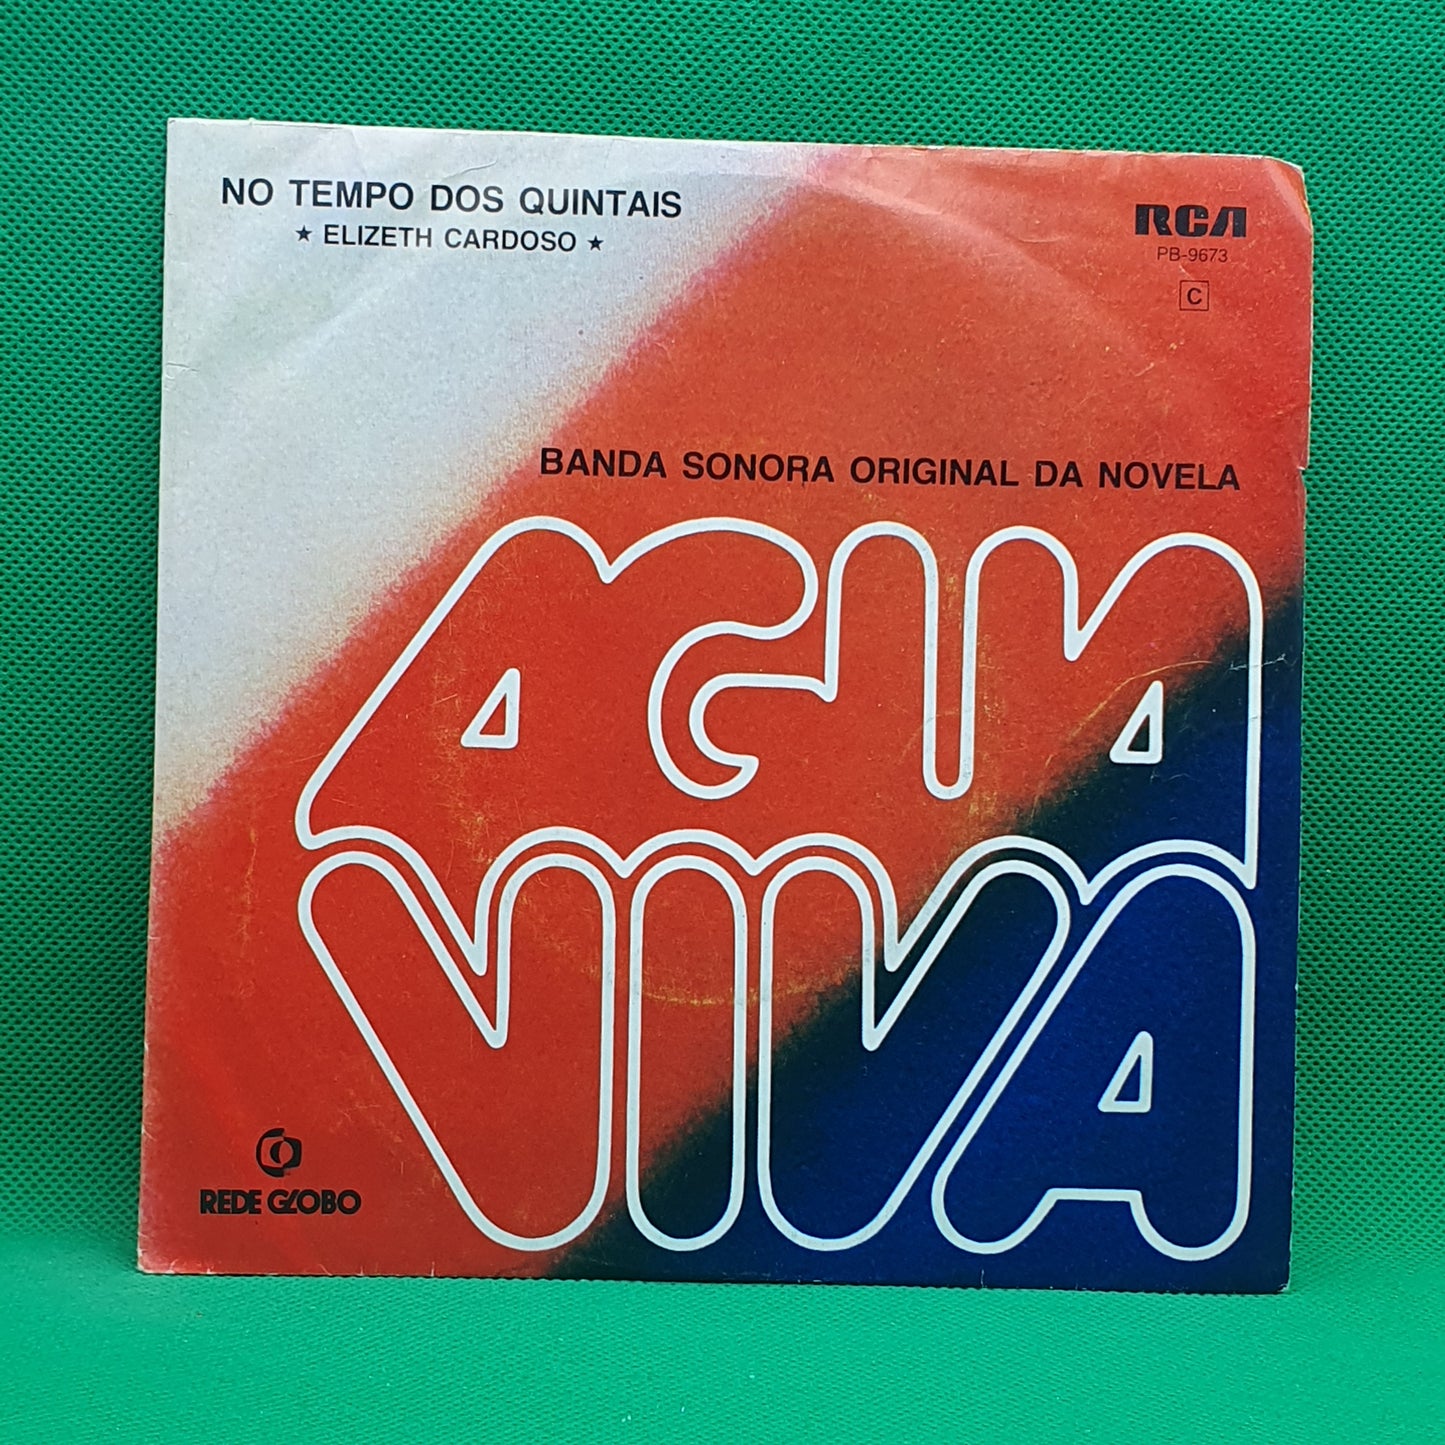 NO TEMPO DOS QUINTAIS
★ ELIZETH CARDOSO ★
RCA
PB-9673
C
BANDA SONORA ORIGINAL DA NOVELA
AGUA
VIVA
REDE GLOBO